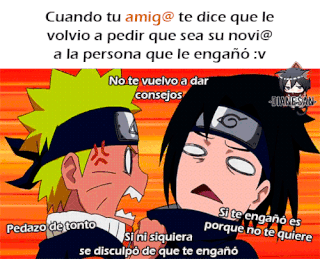 Cuando tu amig@ te dice que le
volvio a pedir que sea su novi@
a la persona que le engañó :v
No te vuelvo a dar
consejos
-DIANE-SAN-
Si te engañó es
porque no te quiere
Pedazo de tonto
Si ni siquiera
se disculpó de que te engañó